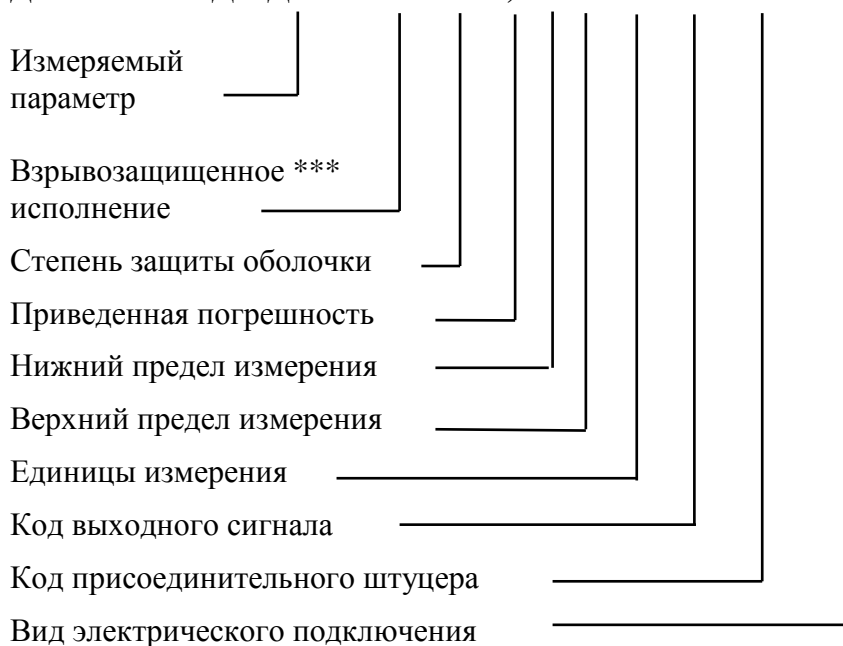 Измеряемый
параметр
Взрывозащищенное ***
исполнение
Степень защиты оболочки
Приведенная погрешность
Нижний предел измерения
Верхний предел измерения
Единицы измерения
Код выходного сигнала
Код присоединительного штуцера
Вид электрического подключения